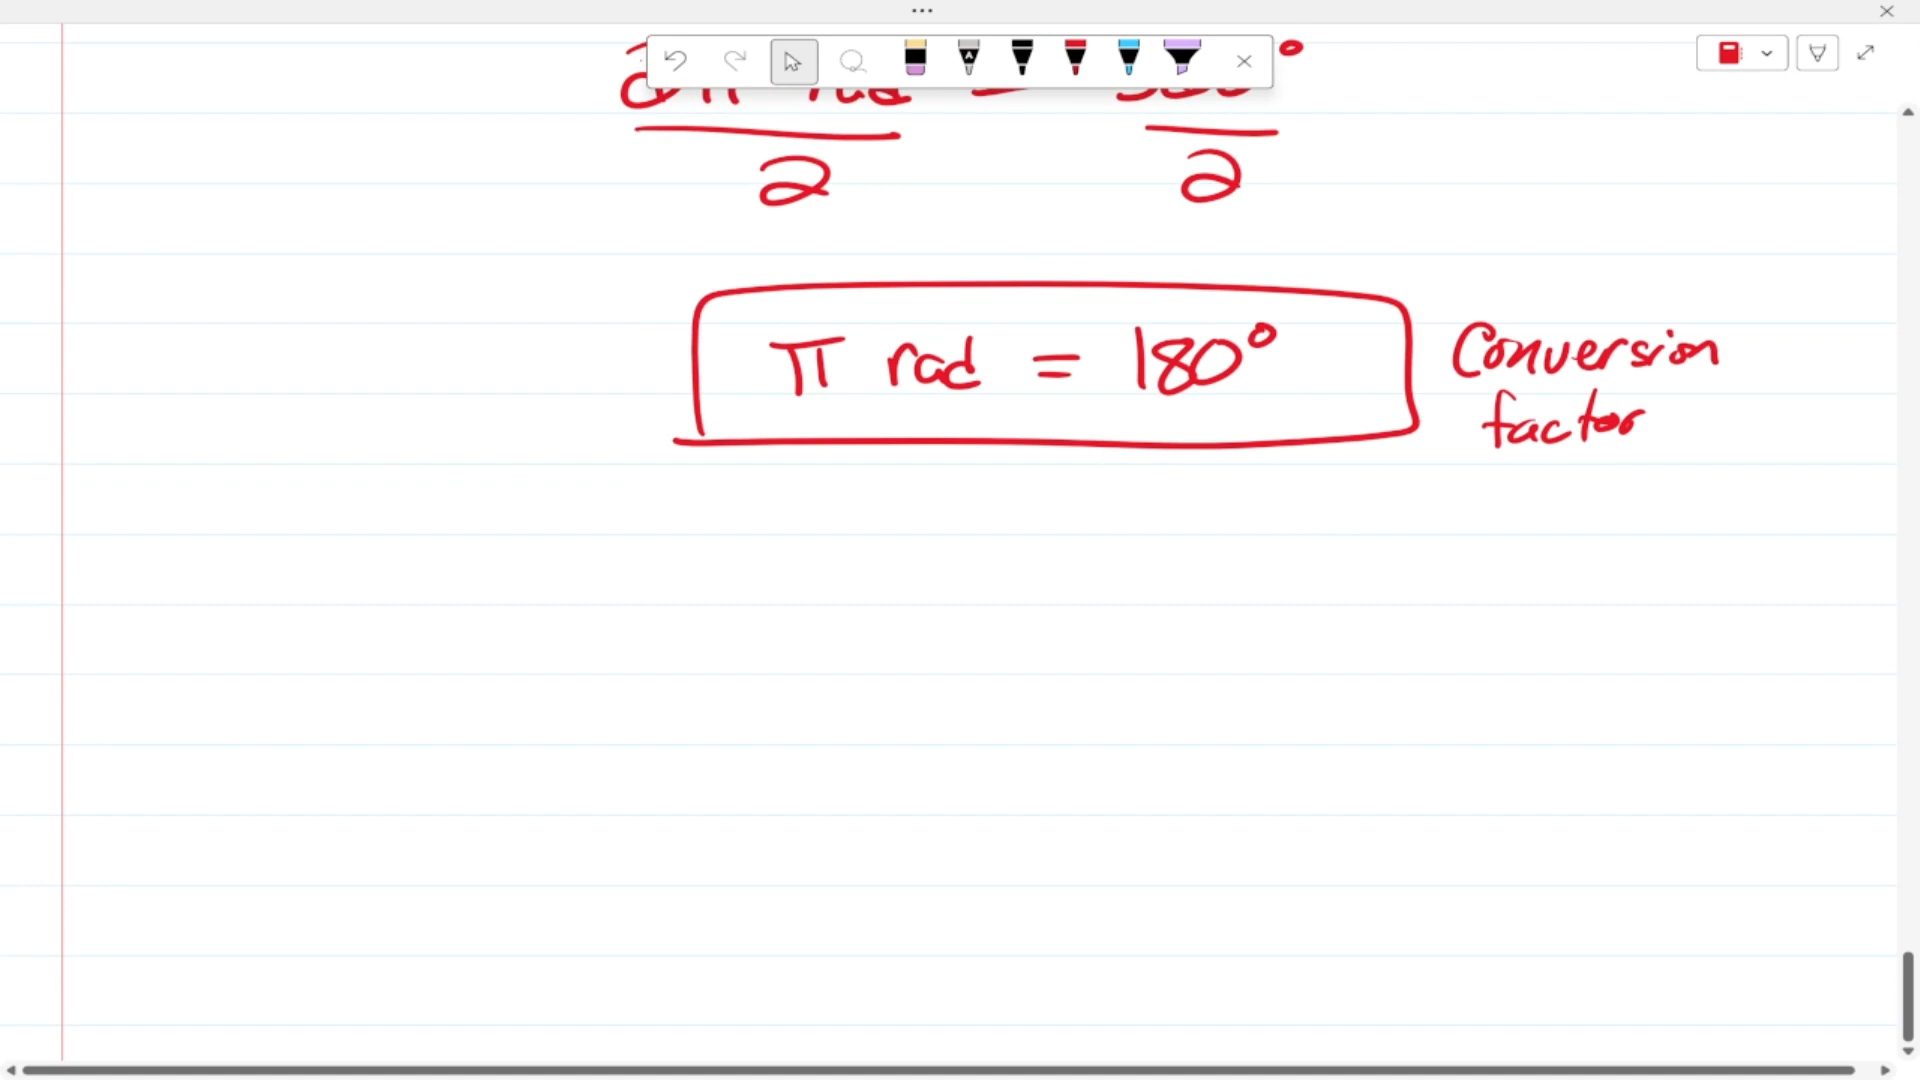 2 2
π rad = 180°
Conversion
factor